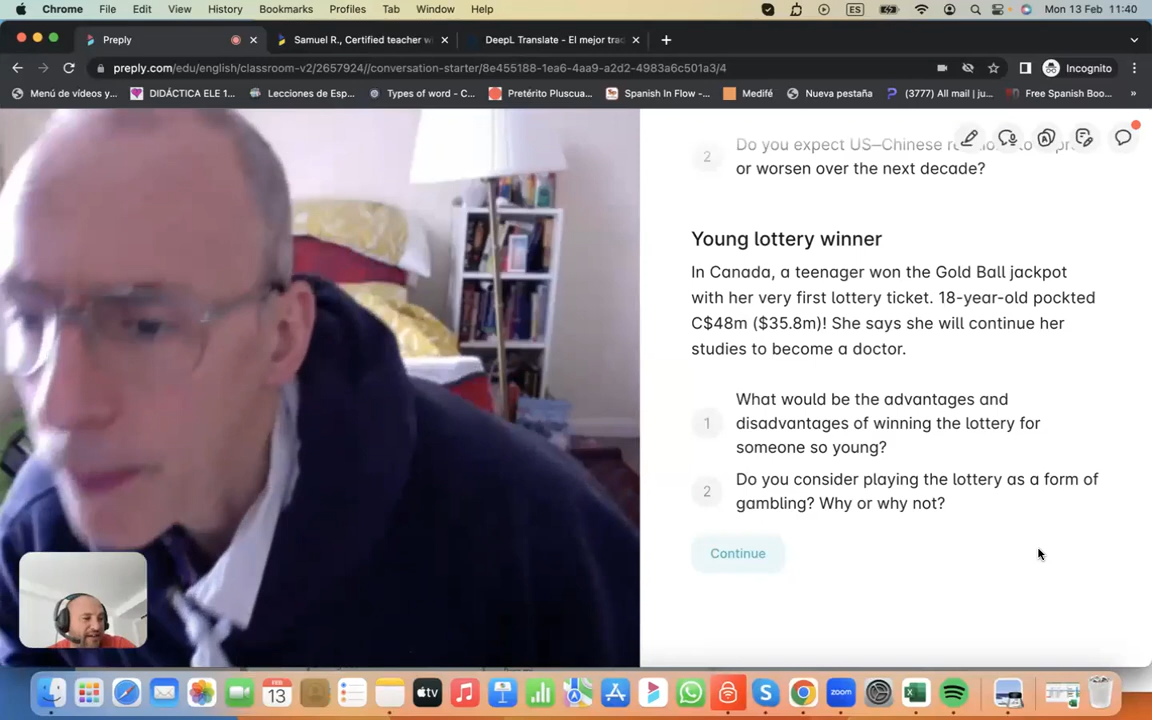 Chrome File Edit View History Bookmarks Profiles Tab Window Help ES Mon 13 Feb 11:40
Preply Samuel R., Certified teacher w DeepL Translate - El mejor trad
preply.com/edu/english/classroom-v2/2657924//conversation-starter/8e455188-1ea6-4aa9-a2d2-4983a6c501a3/4 Incognito
Menú de vídeos y... DIDÁCTICA ELE 1... Lecciones de Esp... Types of word - C... Pretérito Pluscua... Spanish In Flow -... Medifé Nueva pestaña (3777) All mail | ju... Free Spanish Boo... »
2 Do you expect US–Chinese
or worsen over the next decade?
Young lottery winner
In Canada, a teenager won the Gold Ball jackpot
with her very first lottery ticket. 18-year-old pockted
C$48m ($35.8m)! She says she will continue her
studies to become a doctor.
What would be the advantages and
1 disadvantages of winning the lottery for
someone so young?
Do you consider playing the lottery as a form of
2 gambling? Why or why not?
Continue
FEB
13
tv
zoom